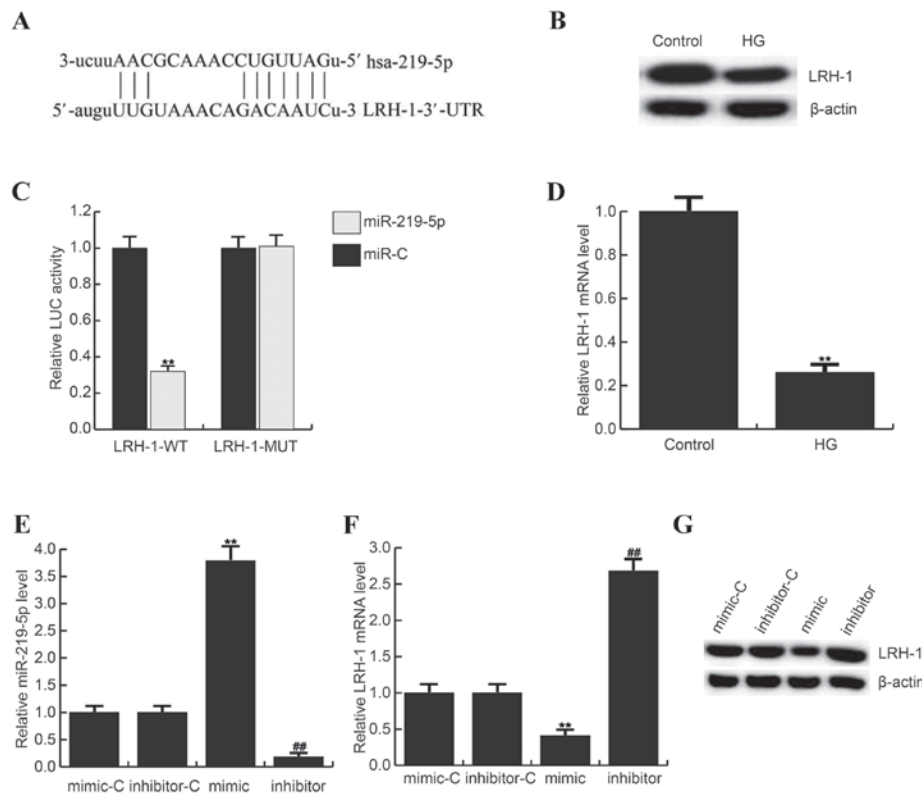 A
3-ucuuAACGCAAACCUGUUAGu-5′ hsa-219-5p
5′-auguUUGUAAACAGACAAUCu-3 LRH-1-3′-UTR
B
Control HG
LRH-1
β-actin
C
Relative LUC activity
1.2
1.0
0.8
0.6
0.4
0.2
0.0
**
LRH-1-WT LRH-1-MUT
miR-219-5p
miR-C
D
Relative LRH-1 mRNA level
1.0
0.8
0.6
0.4
0.2
0.0
**
Control HG
E
Relative miR-219-5p level
4.0
3.5
3.0
2.5
2.0
1.5
1.0
0.5
0.0
**
##
mimic-C inhibitor-C mimic inhibitor
F
Relative LRH-1 mRNA level
3.0
2.5
2.0
1.5
1.0
0.5
0.0
**
##
mimic-C inhibitor-C mimic inhibitor
G
mimic-C inhibitor-C mimic inhibitor
LRH-1
β-actin